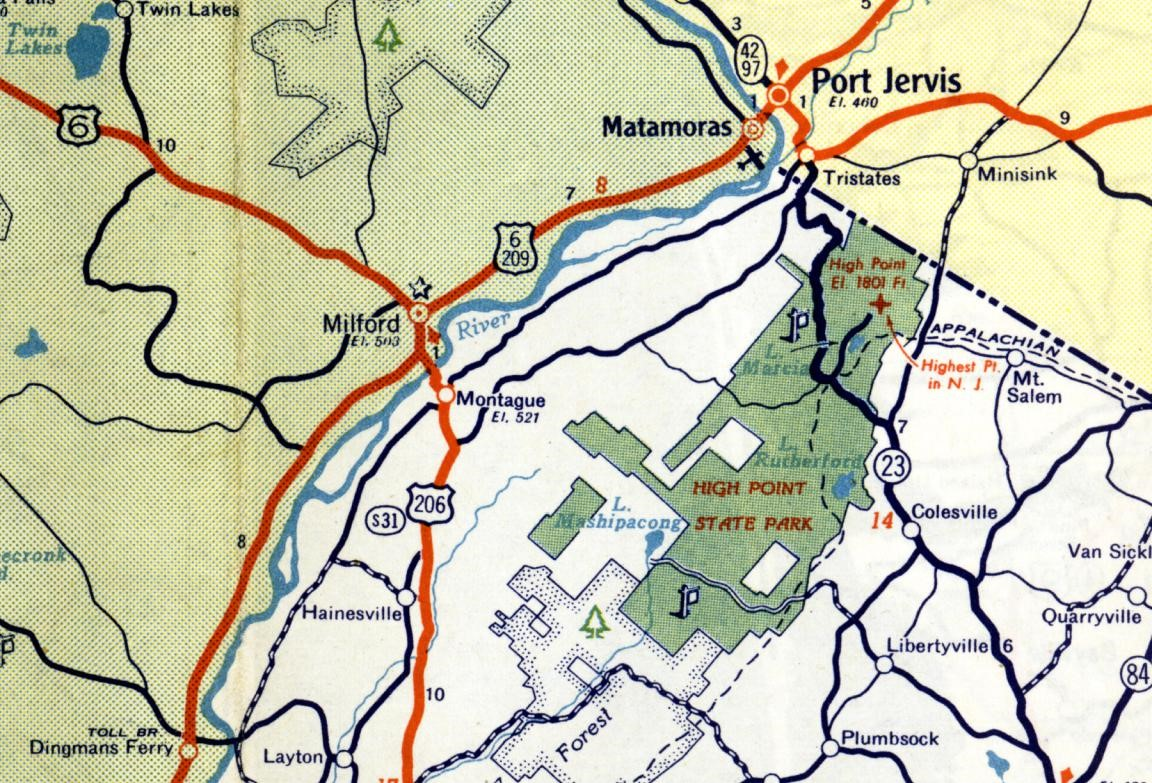 Twin Lakes
Twin
Lakes
3
5
42
97
Port Jervis
El. 460
1
1
Matamoras
6
10
9
Minisink
Tristates
7
8
6
209
High Point
El. 1801 Ft.
Milford
El. 503
River
1
APPALACHIAN
L.
Marcia
Highest Pt.
in N. J.
Mt.
Salem
Montague
El. 521
7
L.
Rutherford
23
HIGH POINT
206
S31
L.
Mashipacong
STATE PARK
14
Colesville
8
Van Sickl
Hainesville
Quarryville
Libertyville
6
84
10
TOLL BR.
Dingmans Ferry
Forest
Plumbsock
Layton
17